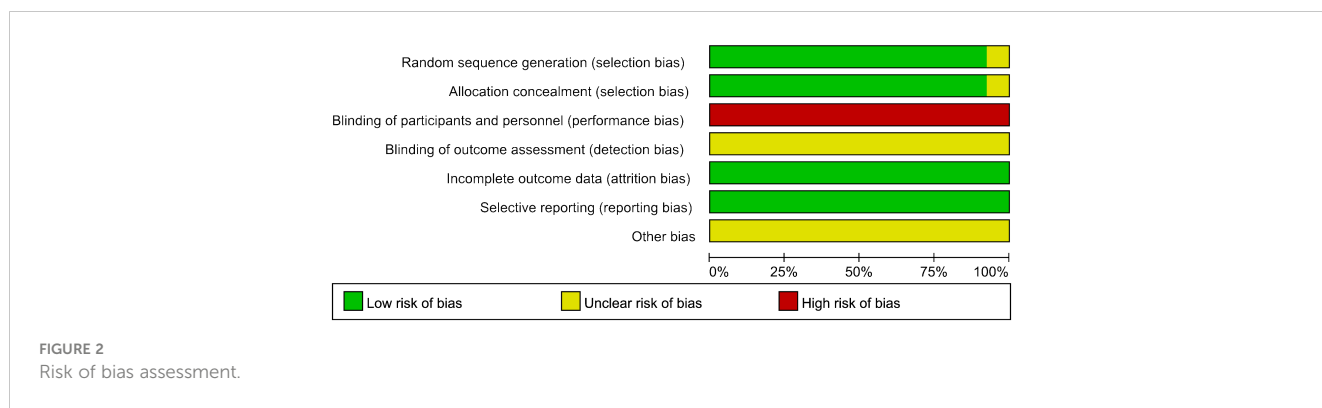 Random sequence generation (selection bias)
Allocation concealment (selection bias)
Blinding of participants and personnel (performance bias)
Blinding of outcome assessment (detection bias)
Incomplete outcome data (attrition bias)
Selective reporting (reporting bias)
Other bias
0% 25% 50% 75% 100%
Low risk of bias Unclear risk of bias High risk of bias
FIGURE 2
Risk of bias assessment.